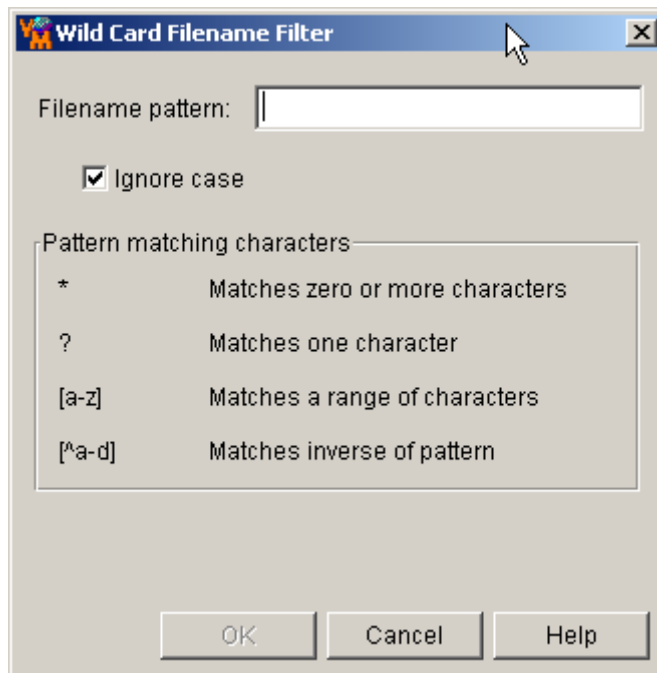 Wild Card Filename Filter
Filename pattern:
Ignore case
Pattern matching characters
* Matches zero or more characters
? Matches one character
[a-z] Matches a range of characters
[^a-d] Matches inverse of pattern
OK Cancel Help